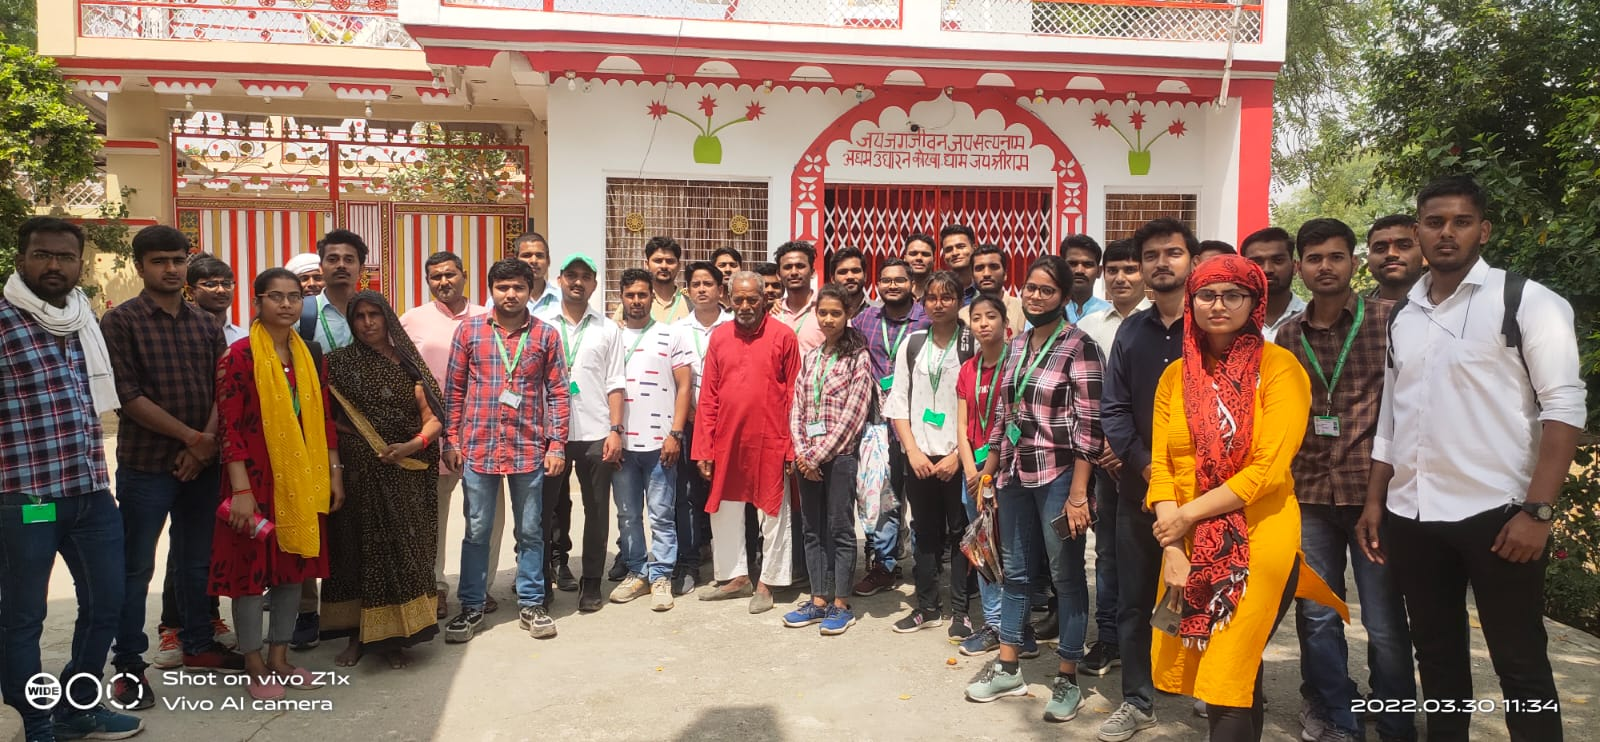 जय जगजीवन जय सत्यनाम
अधम उधारन कोखा धाम जय श्रीराम
WIDE
Shot on vivo Z1x
Vivo AI camera
2022.03.30 11:34